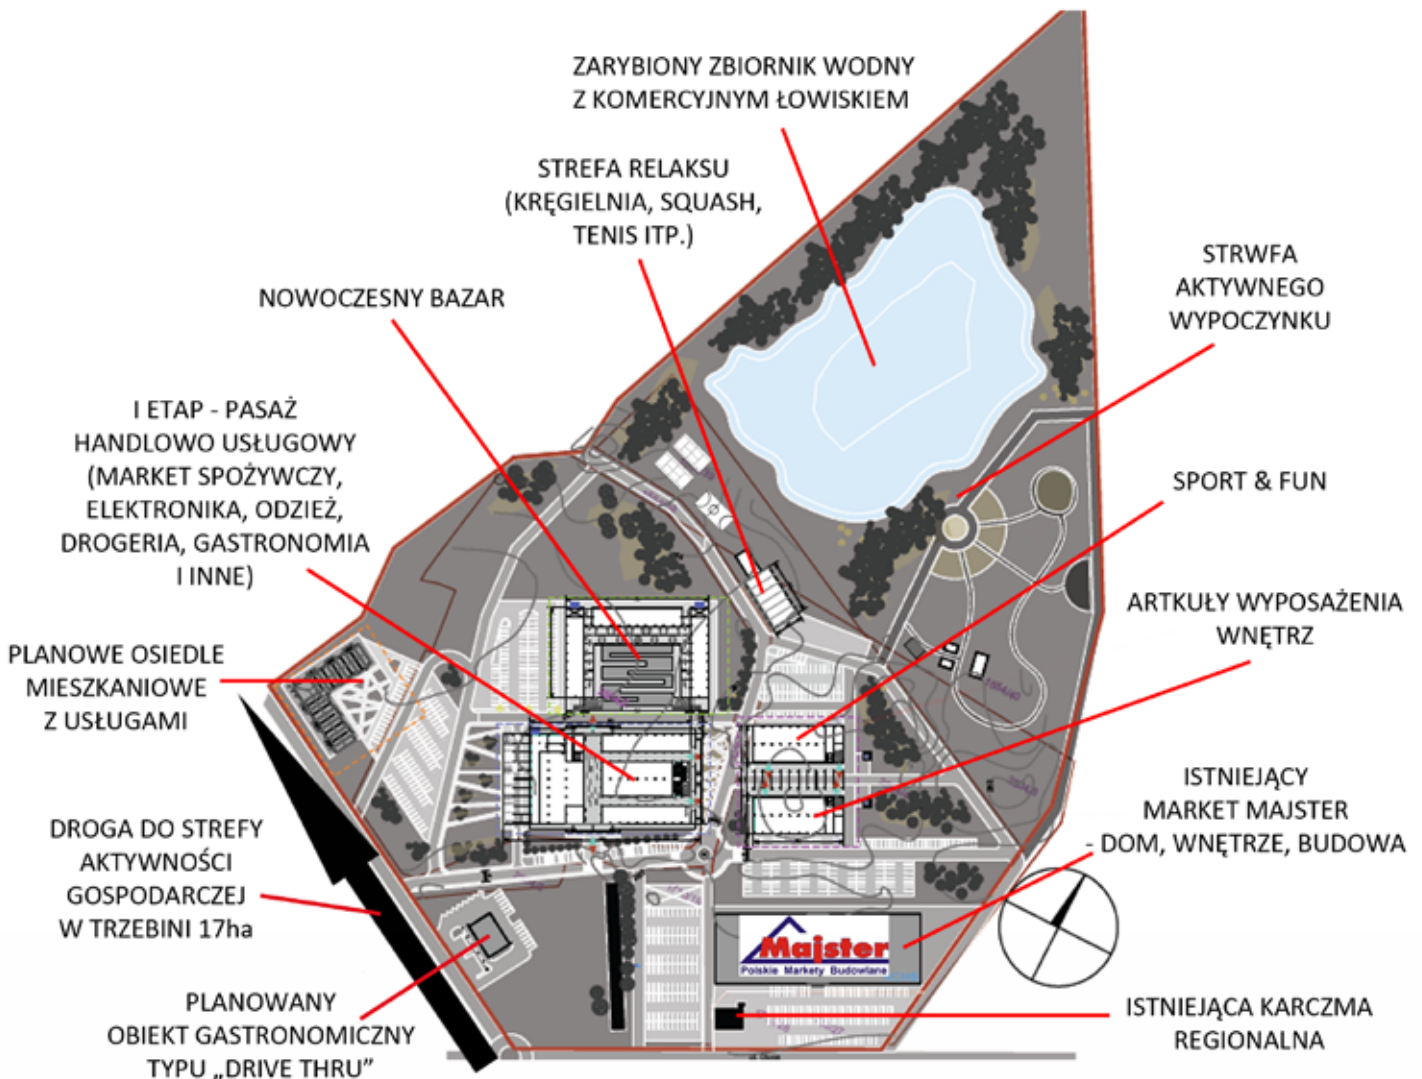 ZARYBIONY ZBIORNIK WODNY
Z KOMERCYJNYM ŁOWISKIEM
STREFA RELAKSU
(KRĘGIELNIA, SQUASH,
TENIS ITP.)
STRWFA
AKTYWNEGO
WYPOCZYNKU
NOWOCZESNY BAZAR
I ETAP - PASAŻ
HANDLOWO USŁUGOWY
(MARKET SPOŻYWCZY,
ELEKTRONIKA, ODZIEŻ,
DROGERIA, GASTRONOMIA
I INNE)
SPORT & FUN
ARTKUŁY WYPOSAŻENIA
WNĘTRZ
PLANOWE OSIEDLE
MIESZKANIOWE
Z USŁUGAMI
ISTNIEJĄCY
MARKET MAJSTER
- DOM, WNĘTRZE, BUDOWA
DROGA DO STREFY
AKTYWNOŚCI
GOSPODARCZEJ
W TRZEBINI 17ha
Majster
Polskie Markety Budowlane
PLANOWANY
OBIEKT GASTRONOMICZNY
TYPU „DRIVE THRU”
ISTNIEJĄCA KARCZMA
REGIONALNA